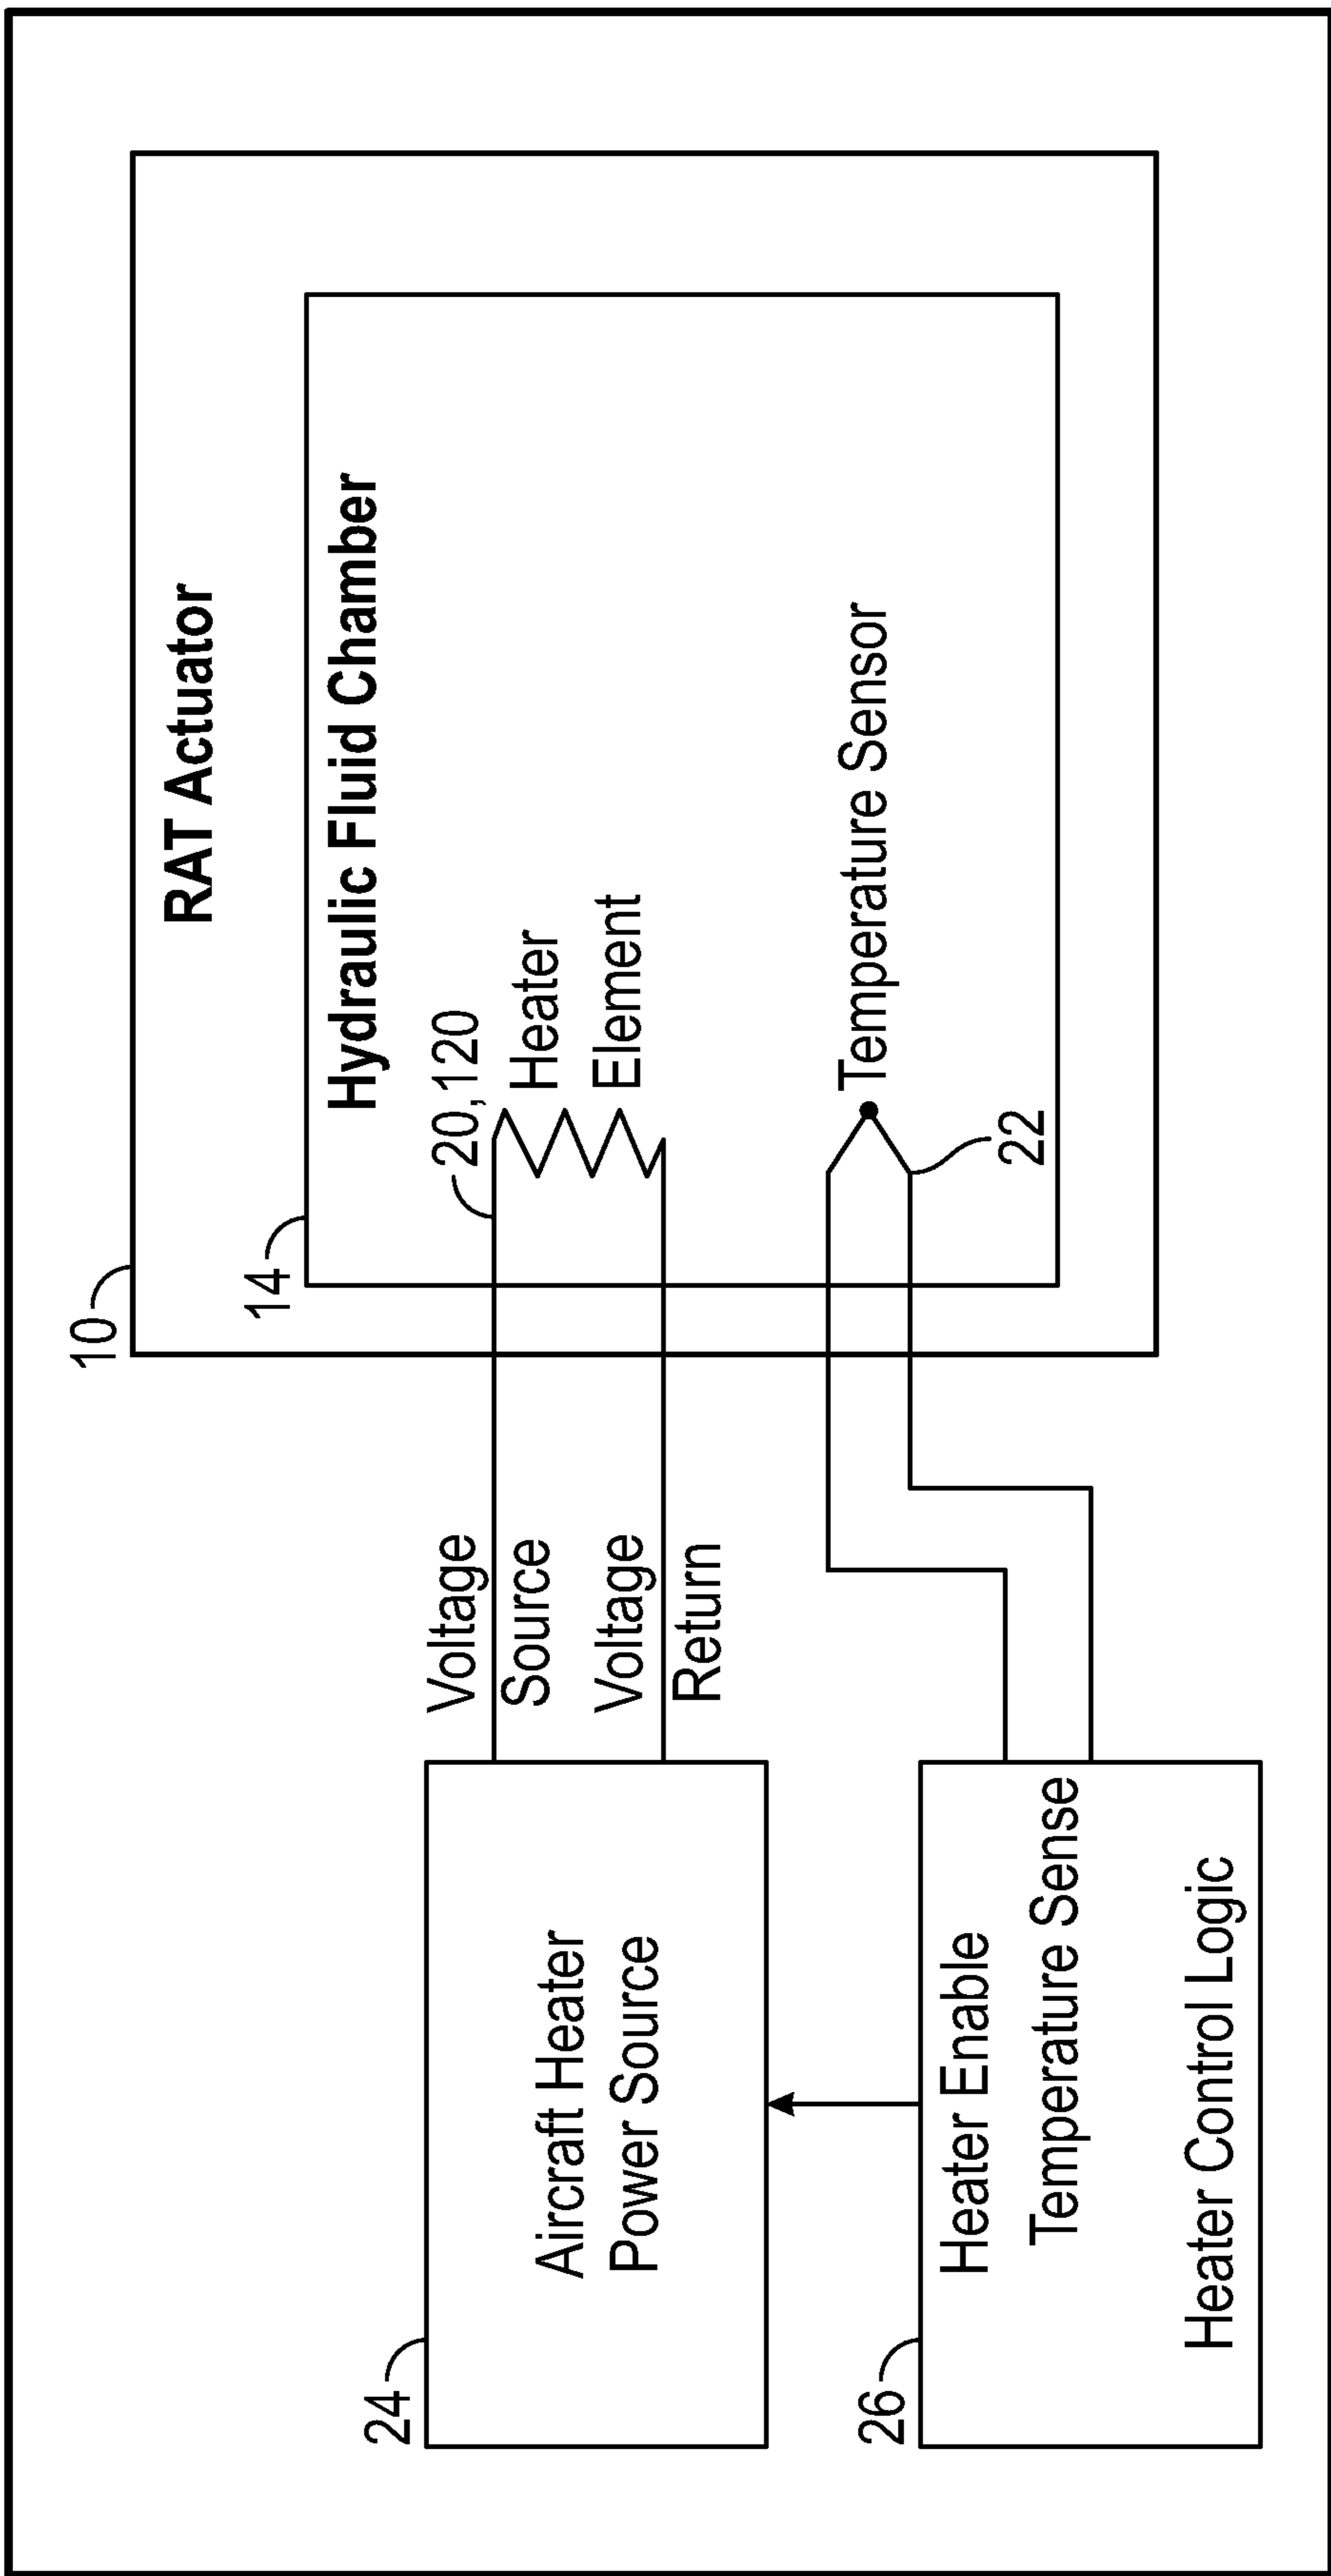 10
RAT Actuator
14
Hydraulic Fluid Chamber
20,120
Heater
Element
Temperature Sensor
22
Voltage
Source
Voltage
Return
24
Aircraft Heater
Power Source
26
Heater Enable
Temperature Sense
Heater Control Logic